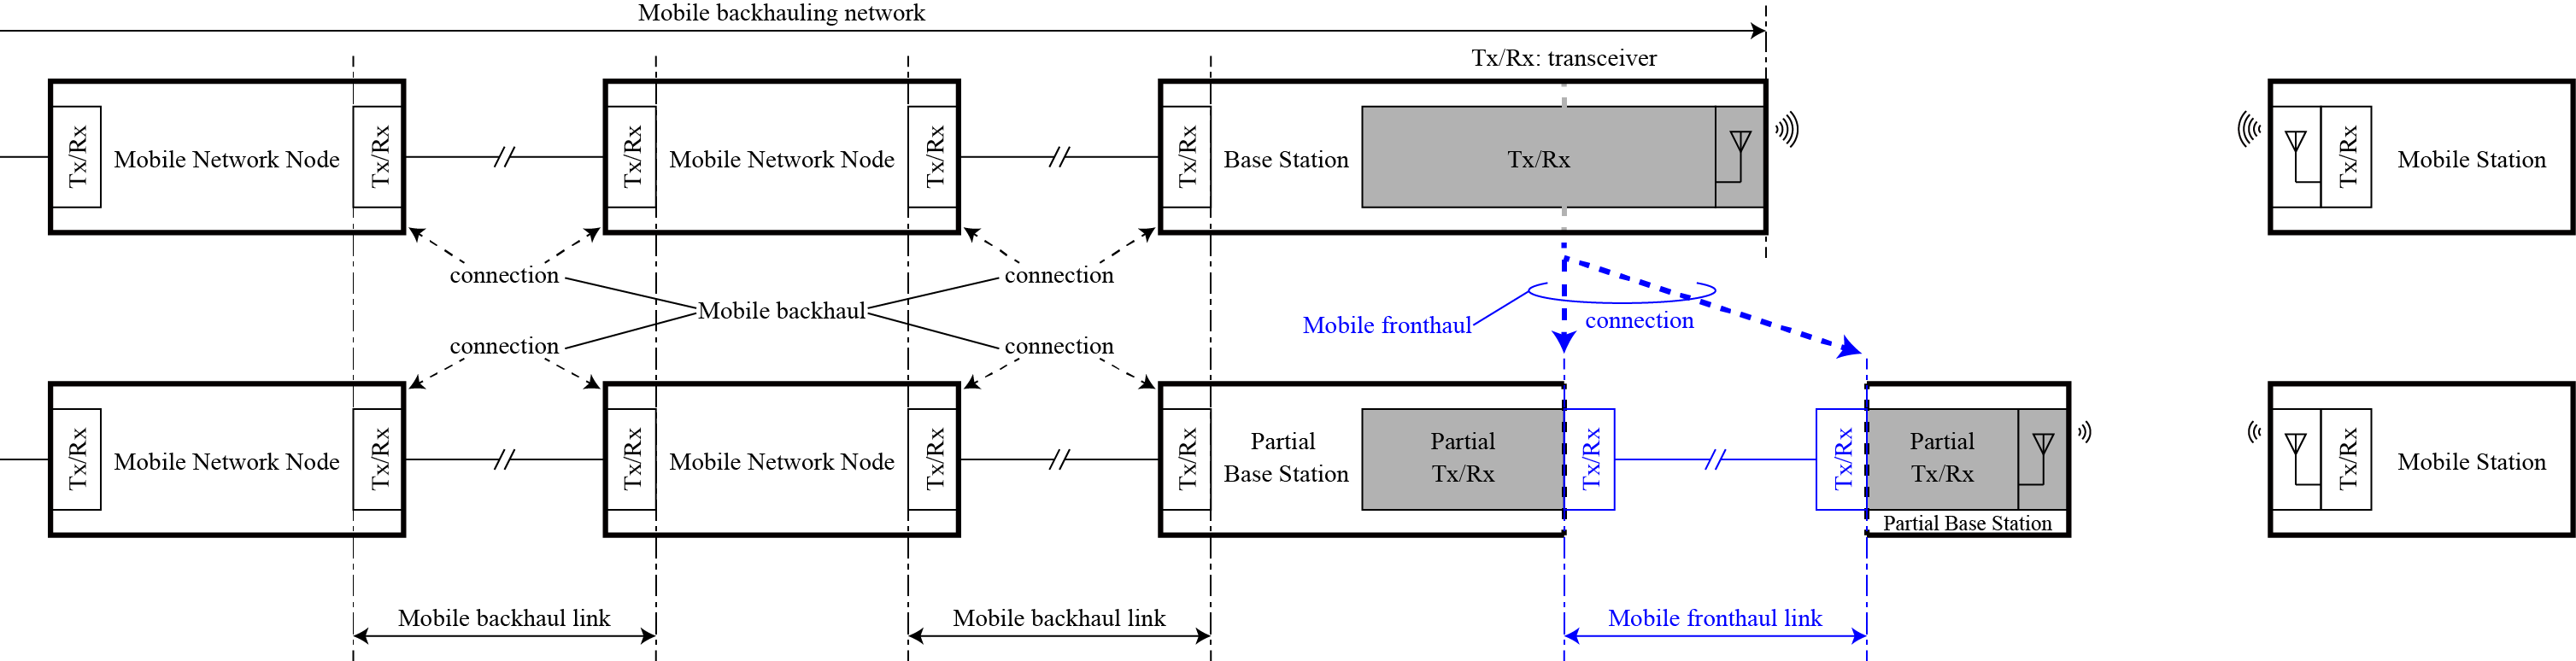 Mobile backhauling network
Tx/Rx: transceiver
Tx/Rx
Mobile Network Node
Tx/Rx
Tx/Rx
Mobile Network Node
Tx/Rx
Tx/Rx
Base Station
Tx/Rx
Tx/Rx
Mobile Station
connection
connection
Mobile backhaul
Mobile fronthaul
connection
connection
connection
Tx/Rx
Mobile Network Node
Tx/Rx
Tx/Rx
Mobile Network Node
Tx/Rx
Tx/Rx
Partial
Base Station
Partial
Tx/Rx
Tx/Rx
Tx/Rx
Partial
Tx/Rx
Partial Base Station
Tx/Rx
Mobile Station
Mobile backhaul link
Mobile backhaul link
Mobile fronthaul link